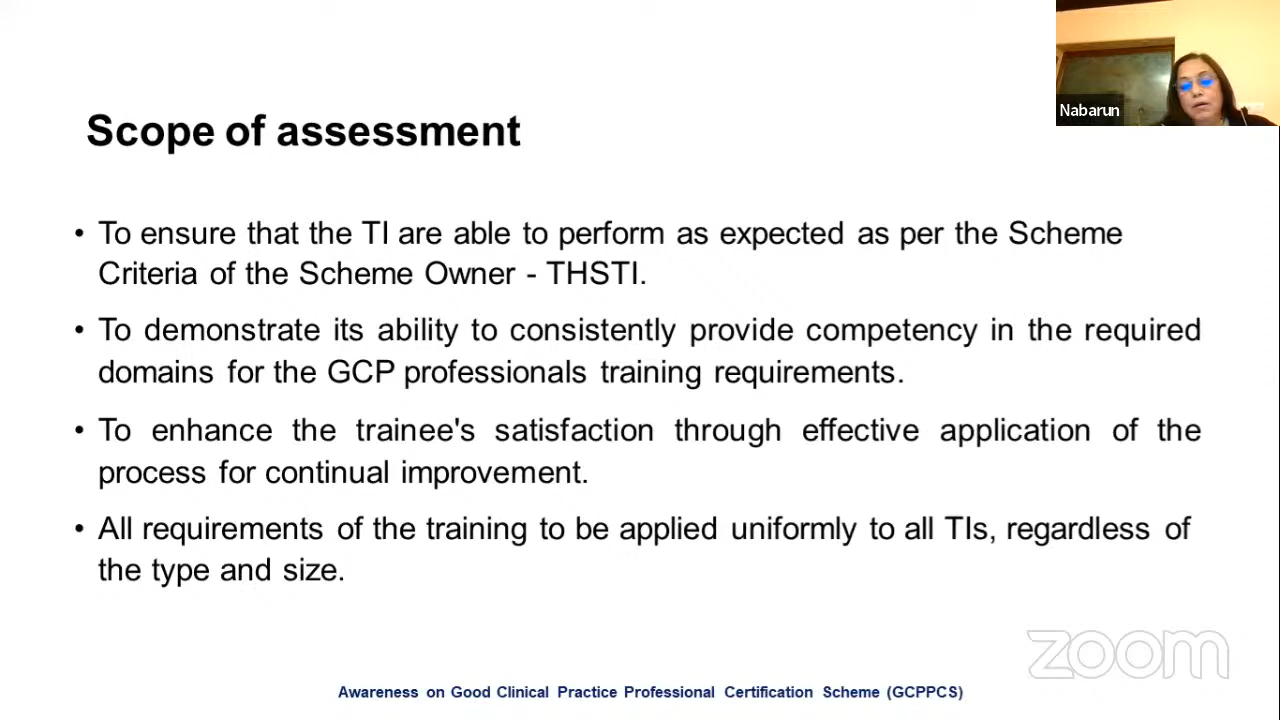 Nabarun
Scope of assessment
• To ensure that the TI are able to perform as expected as per the Scheme
Criteria of the Scheme Owner - THSTI.
• To demonstrate its ability to consistently provide competency in the required
domains for the GCP professionals training requirements.
• To enhance the trainee's satisfaction through effective application of the
process for continual improvement.
• All requirements of the training to be applied uniformly to all TIs, regardless of
the type and size.
zoom
Awareness on Good Clinical Practice Professional Certification Scheme (GCPPCS)